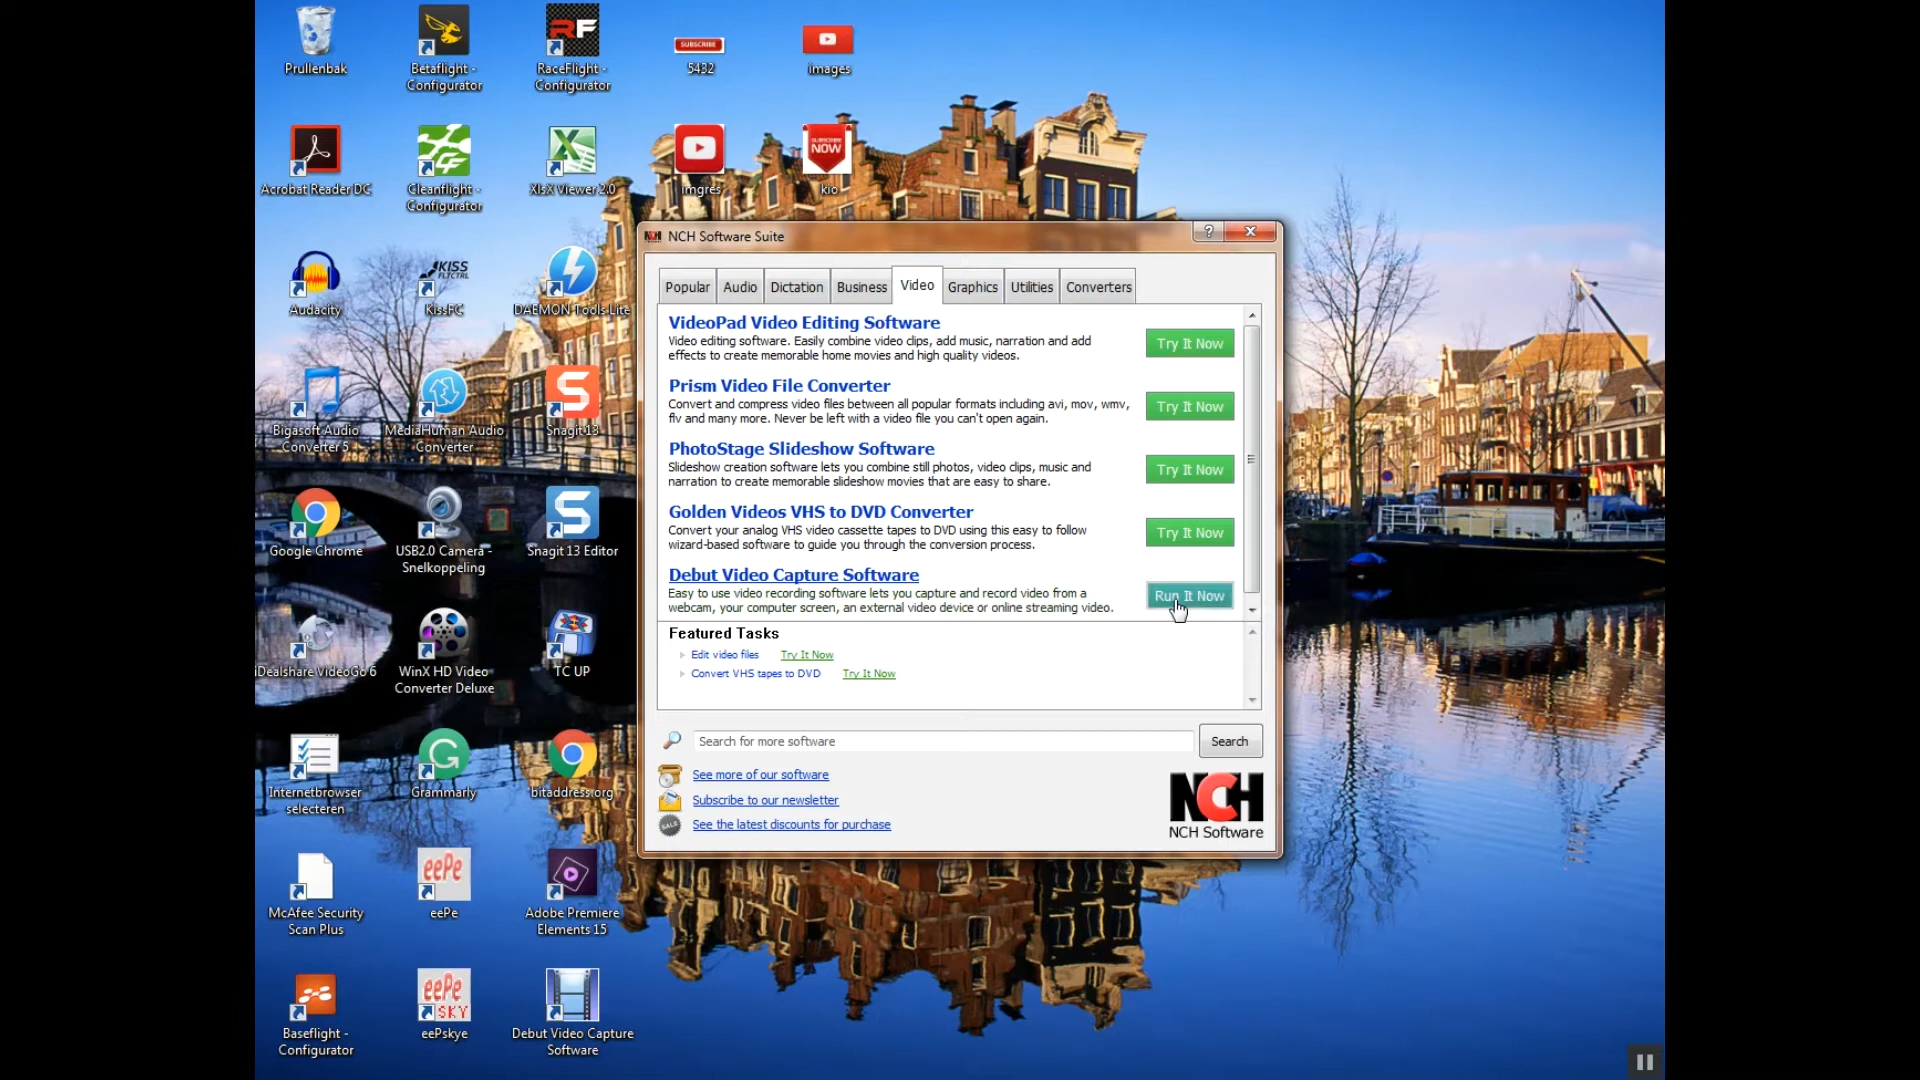 Prullenbak
Betaflight -
Configurator
RF
RaceFlight -
Configurator
SUBSCRIBE
5432
images
Acrobat Reader DC
CF
Cleanflight -
Configurator
XlsX Viewer 2.0
imgres
SUBSCRIBE
NOW
kio
Audacity
KISS
FLTCTRL
KissFC
DAEMON Tools Lite
Bigasoft Audio
Converter 5
MediaHuman Audio
Converter
Snagit 13
Google Chrome
USB2.0 Camera -
Snelkoppeling
Snagit 13 Editor
iDealshare VideoGo 6
WinX HD Video
Converter Deluxe
TC UP
Internetbrowser
selecteren
Grammarly
bitaddress.org
McAfee Security
Scan Plus
eePe
eePe
Adobe Premiere
Elements 15
Baseflight -
Configurator
eePe
SKY
eePskye
Debut Video Capture
Software
NCH NCH Software Suite
Popular Audio Dictation Business Video Graphics Utilities Converters
VideoPad Video Editing Software
Video editing software. Easily combine video clips, add music, narration and add
effects to create memorable home movies and high quality videos.
Try It Now
Prism Video File Converter
Convert and compress video files between all popular formats including avi, mov, wmv,
flv and many more. Never be left with a video file you can't open again.
Try It Now
PhotoStage Slideshow Software
Slideshow creation software lets you combine still photos, video clips, music and
narration to create memorable slideshow movies that are easy to share.
Try It Now
Golden Videos VHS to DVD Converter
Convert your analog VHS video cassette tapes to DVD using this easy to follow
wizard-based software to guide you through the conversion process.
Try It Now
Debut Video Capture Software
Easy to use video recording software lets you capture and record video from a
webcam, your computer screen, an external video device or online streaming video.
Run It Now
Featured Tasks
Edit video files Try It Now
Convert VHS tapes to DVD Try It Now
Search for more software
Search
See more of our software
Subscribe to our newsletter
SALE See the latest discounts for purchase
NCH
NCH Software